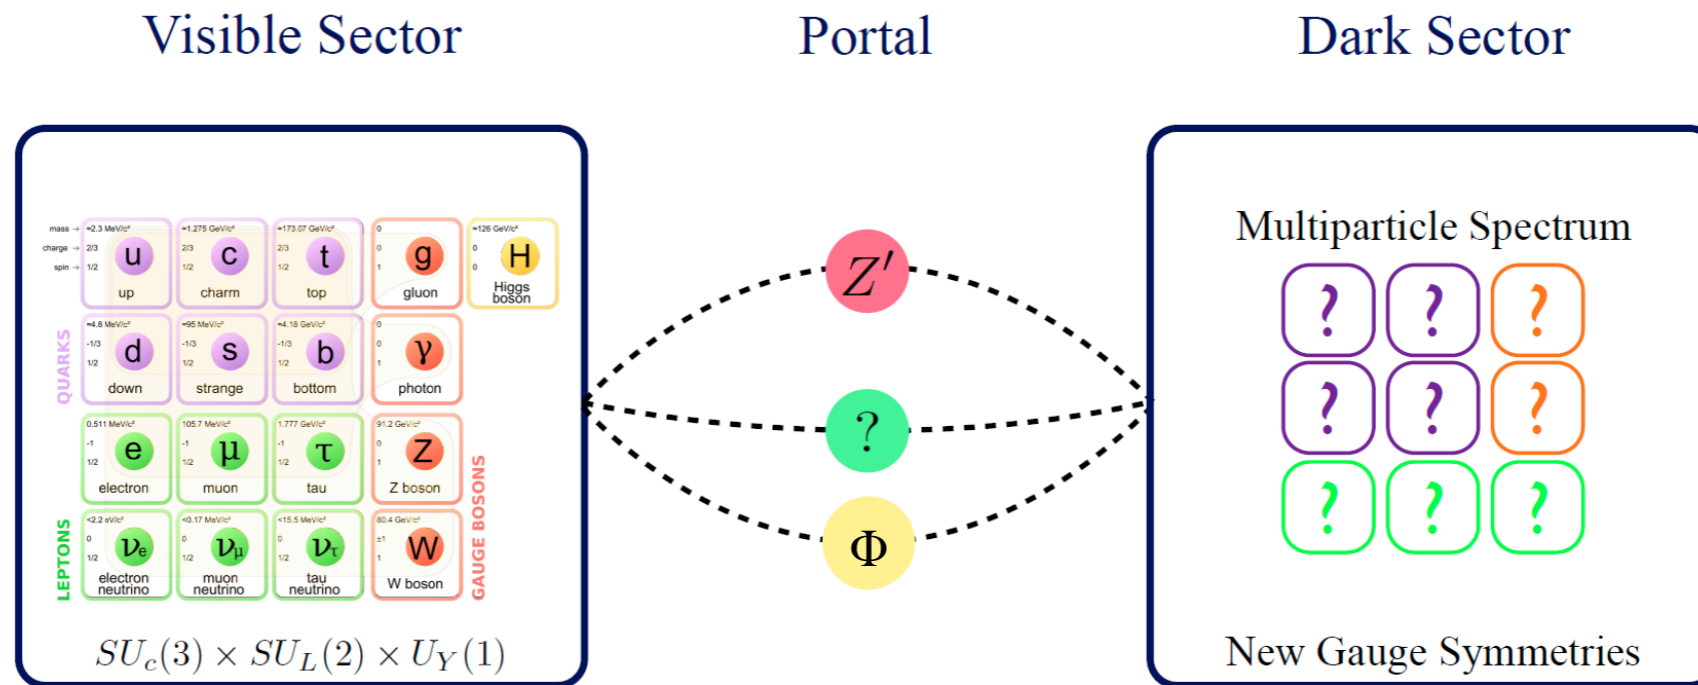 Visible Sector
Portal
Dark Sector
mass →
charge →
spin →
≈2.3 MeV/c²
2/3
1/2
u
up
≈1.275 GeV/c²
2/3
1/2
c
charm
≈173.07 GeV/c²
2/3
1/2
t
top
0
0
1
g
gluon
≈126 GeV/c²
0
0
H
Higgs
boson
QUARKS
≈4.8 MeV/c²
-1/3
1/2
d
down
≈95 MeV/c²
-1/3
1/2
s
strange
≈4.18 GeV/c²
-1/3
1/2
b
bottom
0
0
1
γ
photon
0.511 MeV/c²
-1
1/2
e
electron
105.7 MeV/c²
-1
1/2
μ
muon
1.777 GeV/c²
-1
1/2
τ
tau
91.2 GeV/c²
0
1
Z
Z boson
LEPTONS
<2.2 eV/c²
0
1/2
νe
electron
neutrino
<0.17 MeV/c²
0
1/2
νμ
muon
neutrino
<15.5 MeV/c²
0
1/2
ντ
tau
neutrino
80.4 GeV/c²
±1
1
W
W boson
GAUGE BOSONS
SU_c(3) × SU_L(2) × U_Y(1)
Z′
?
Φ
Multiparticle Spectrum
? ? ?
? ? ?
? ? ?
New Gauge Symmetries